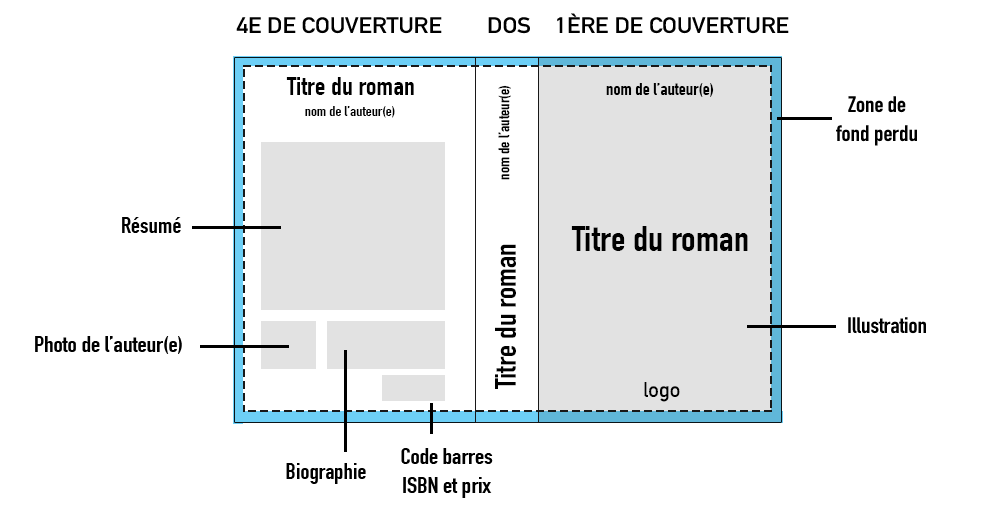 4E DE COUVERTURE
DOS
1ÈRE DE COUVERTURE
Titre du roman
nom de l'auteur(e)
Résumé
Photo de l'auteur(e)
Biographie
Code barres
ISBN et prix
nom de l'auteur(e)
Titre du roman
nom de l'auteur(e)
Titre du roman
logo
Zone de
fond perdu
Illustration